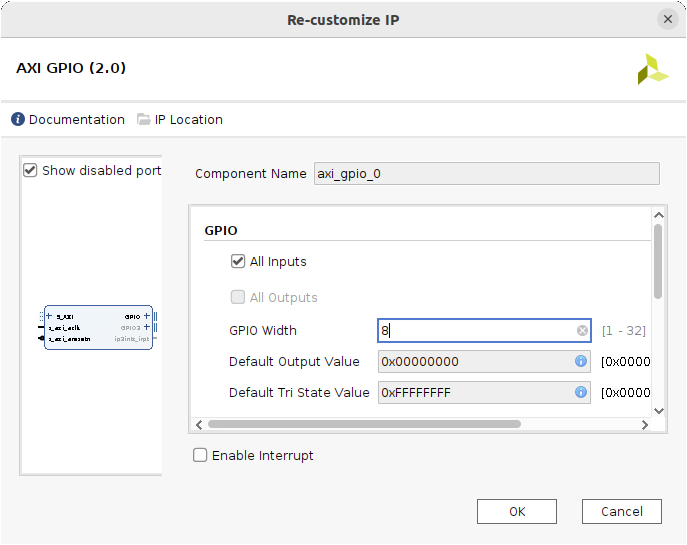 Re-customize IP
AXI GPIO (2.0)
Documentation IP Location
Show disabled port
Component Name axi_gpio_0
GPIO
All Inputs
All Outputs
GPIO Width 8 [1 - 32]
Default Output Value 0x00000000 [0x0000
Default Tri State Value 0xFFFFFFFF [0x0000
S_AXI GPIO
s_axi_aclk GPIO2
s_axi_aresetn ip2intc_irpt
Enable Interrupt
OK Cancel